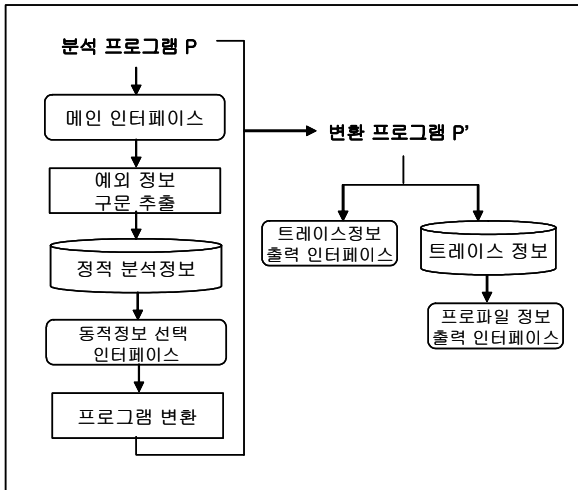 분석 프로그램 P
메인 인터페이스
예외 정보
구문 추출
정적 분석정보
동적정보 선택
인터페이스
프로그램 변환
변환 프로그램 P'
트레이스정보
출력 인터페이스
트레이스 정보
프로파일 정보
출력 인터페이스